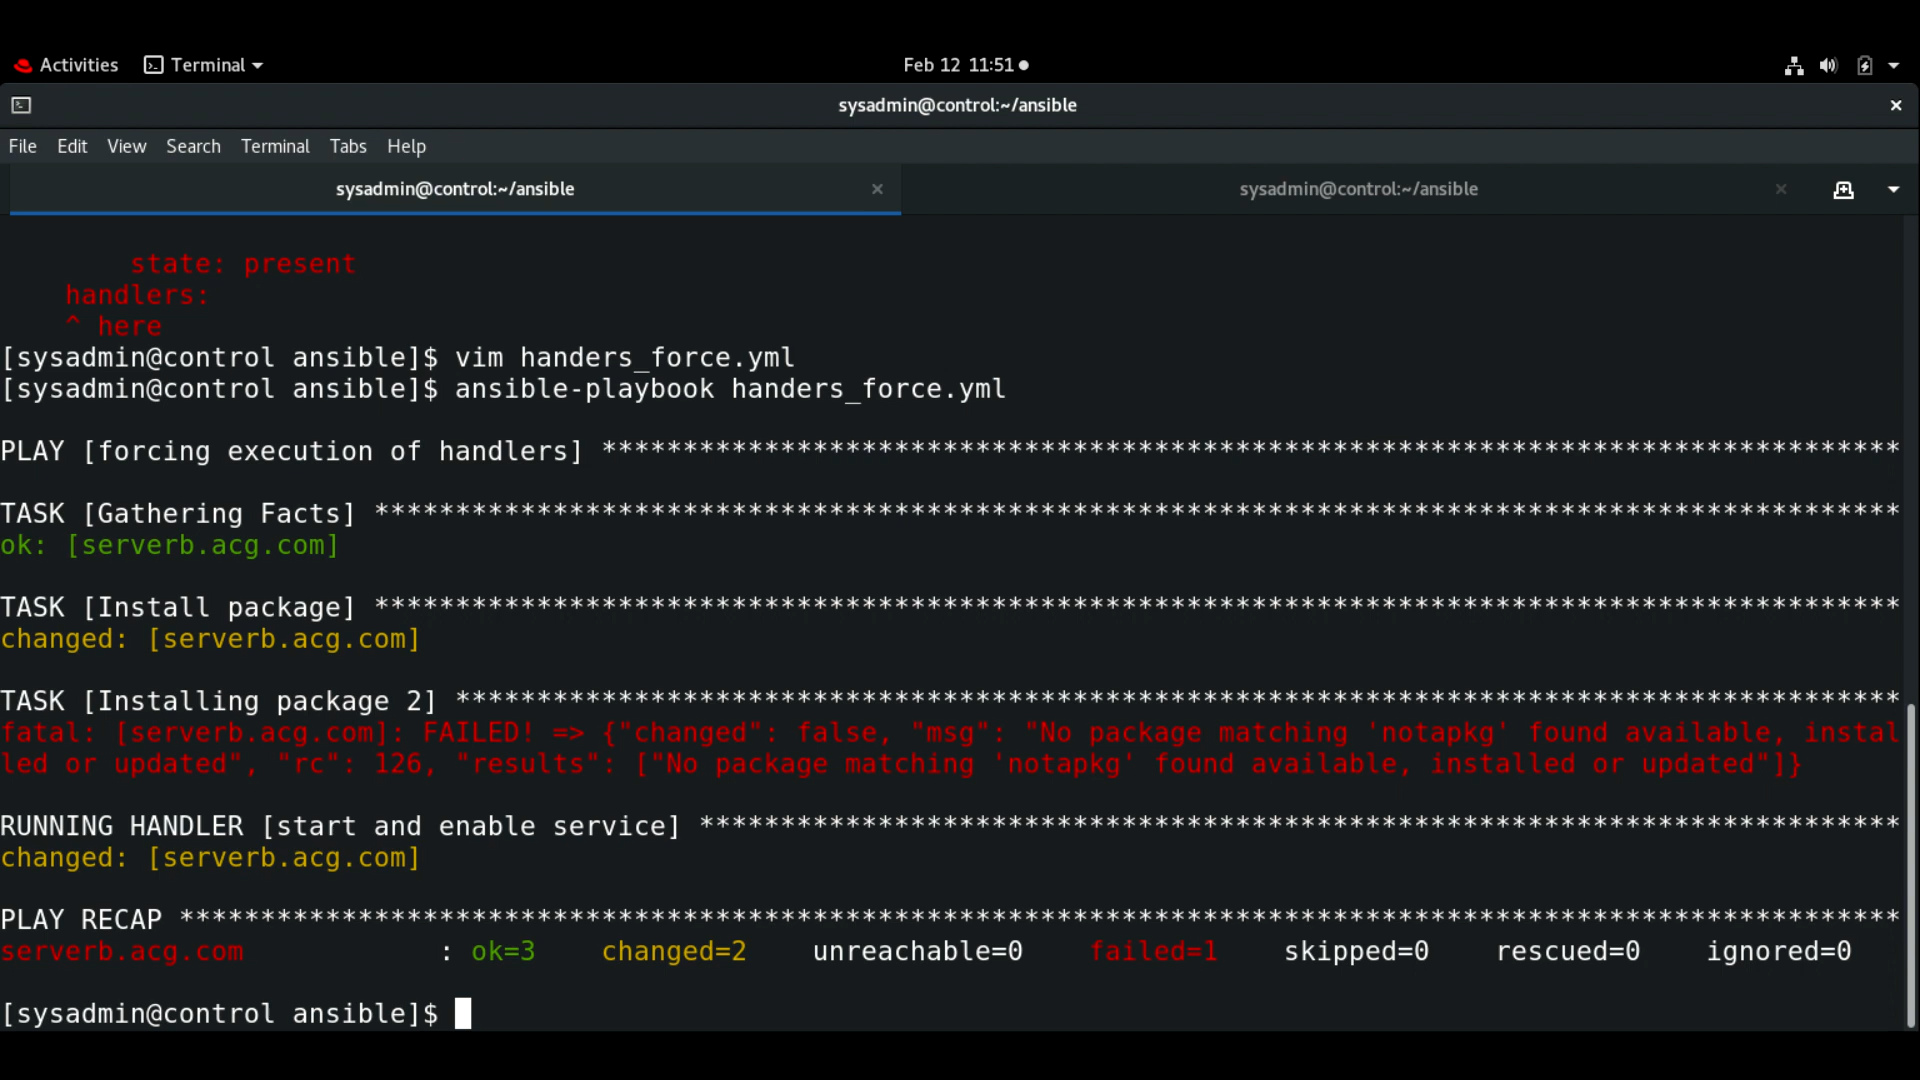 Activities Terminal Feb 12 11:51
sysadmin@control:~/ansible
File Edit View Search Terminal Tabs Help
sysadmin@control:~/ansible sysadmin@control:~/ansible
state: present
handlers:
^ here
[sysadmin@control ansible]$ vim handers_force.yml
[sysadmin@control ansible]$ ansible-playbook handers_force.yml
PLAY [forcing execution of handlers] ********************************************************************************
TASK [Gathering Facts] **********************************************************************************************
ok: [serverb.acg.com]
TASK [Install package] **********************************************************************************************
changed: [serverb.acg.com]
TASK [Installing package 2] *****************************************************************************************
fatal: [serverb.acg.com]: FAILED! => {"changed": false, "msg": "No package matching 'notapkg' found available, instal
led or updated", "rc": 126, "results": ["No package matching 'notapkg' found available, installed or updated"]}
RUNNING HANDLER [start and enable service] **************************************************************************
changed: [serverb.acg.com]
PLAY RECAP **********************************************************************************************************
serverb.acg.com : ok=3 changed=2 unreachable=0 failed=1 skipped=0 rescued=0 ignored=0
[sysadmin@control ansible]$